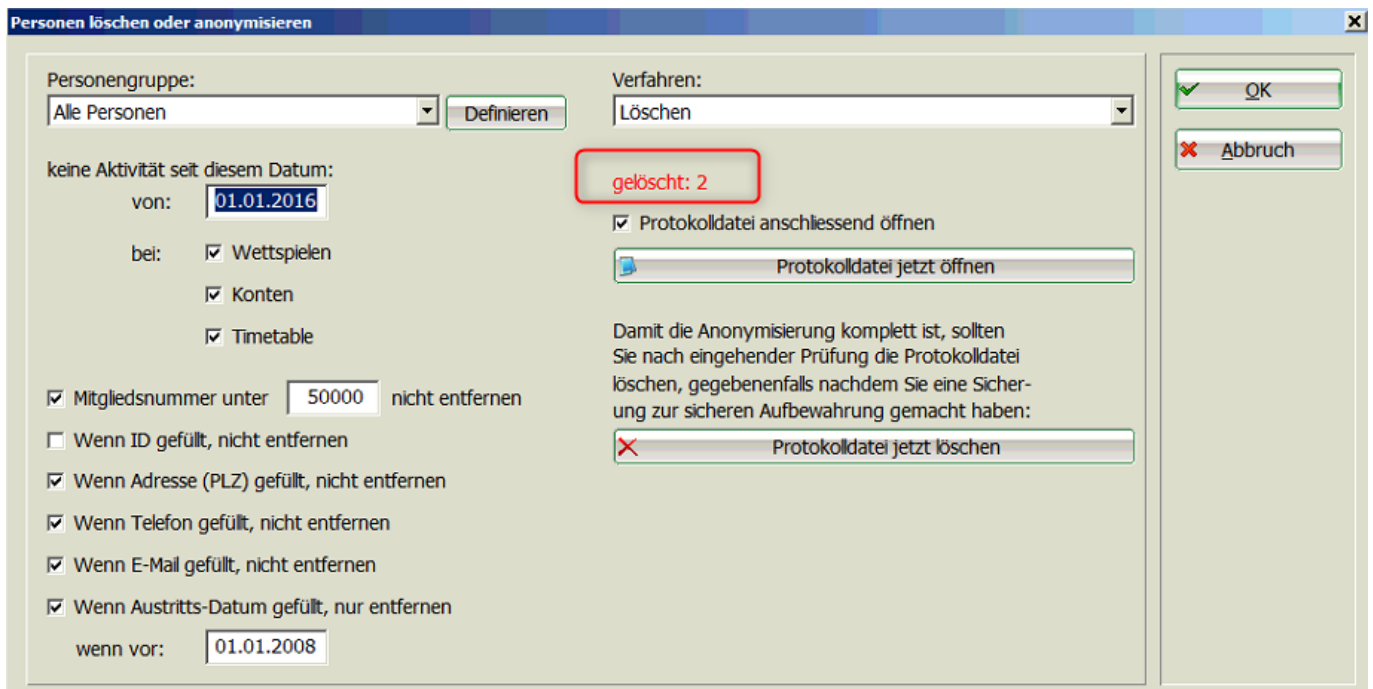 Personen löschen oder anonymisieren
Personengruppe:
Alle Personen
Definieren
keine Aktivität seit diesem Datum:
von: 01.01.2016
bei: Wettspielen
Konten
Timetable
Mitgliedsnummer unter 50000 nicht entfernen
Wenn ID gefüllt, nicht entfernen
Wenn Adresse (PLZ) gefüllt, nicht entfernen
Wenn Telefon gefüllt, nicht entfernen
Wenn E-Mail gefüllt, nicht entfernen
Wenn Austritts-Datum gefüllt, nur entfernen
wenn vor: 01.01.2008
Verfahren:
Löschen
gelöscht: 2
Protokolldatei anschliessend öffnen
Protokolldatei jetzt öffnen
Damit die Anonymisierung komplett ist, sollten
Sie nach eingehender Prüfung die Protokolldatei
löschen, gegebenenfalls nachdem Sie eine Sicher-
ung zur sicheren Aufbewahrung gemacht haben:
Protokolldatei jetzt löschen
OK
Abbruch